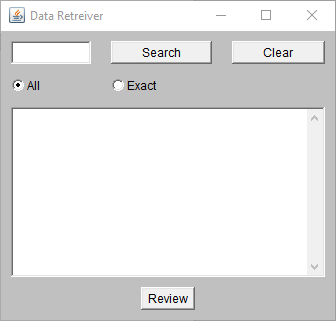 Data Retreiver
Search Clear
All Exact
Review